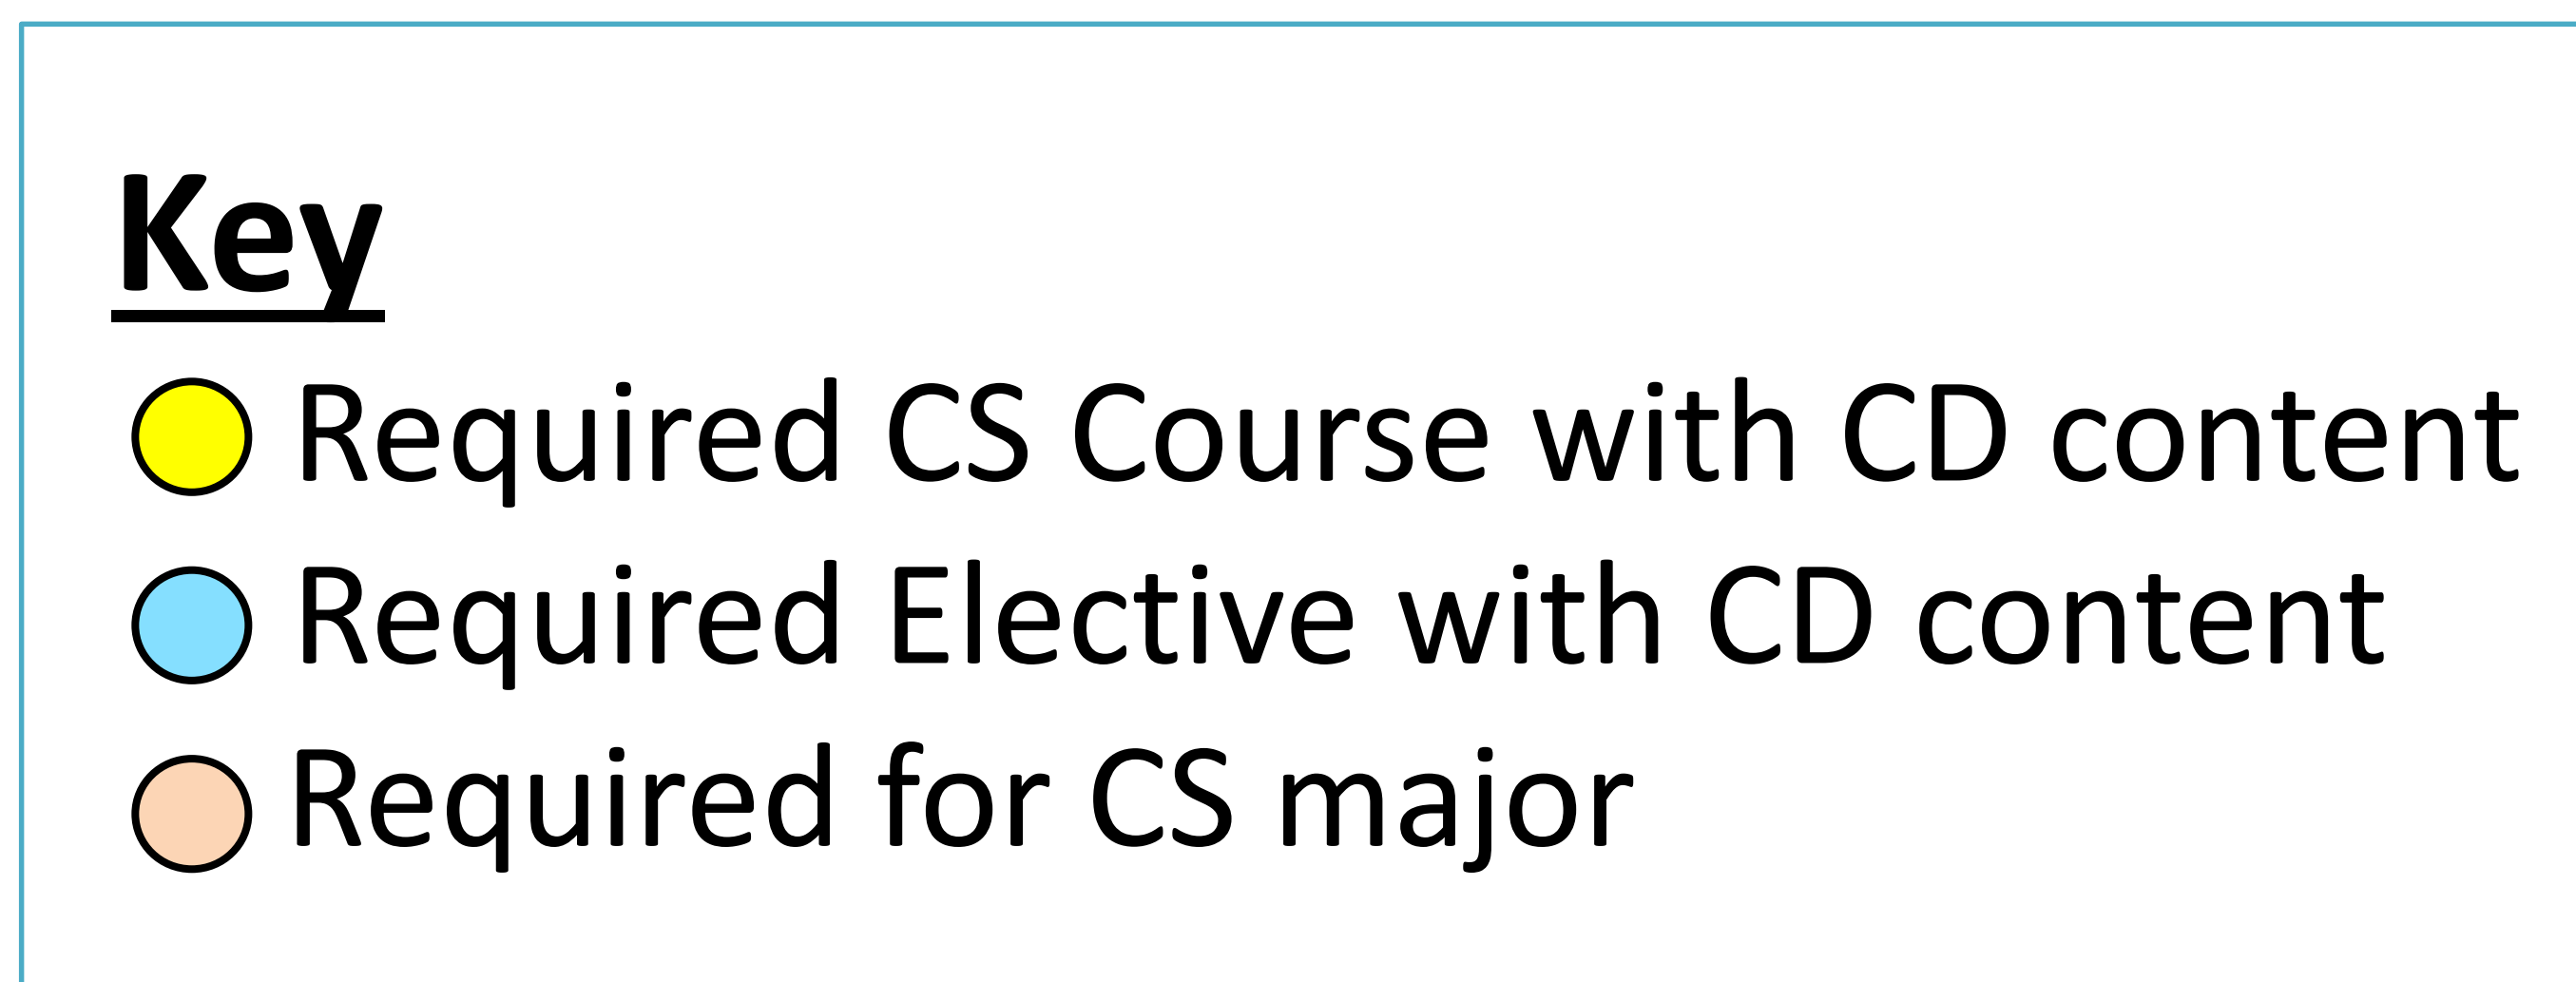 Key
Required CS Course with CD content
Required Elective with CD content
Required for CS major